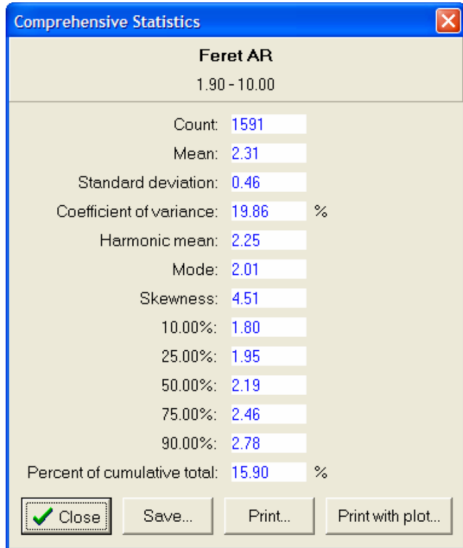 Comprehensive Statistics
Feret AR
1.90 - 10.00
Count: 1591
Mean: 2.31
Standard deviation: 0.46
Coefficient of variance: 19.86 %
Harmonic mean: 2.25
Mode: 2.01
Skewness: 4.51
10.00%: 1.80
25.00%: 1.95
50.00%: 2.19
75.00%: 2.46
90.00%: 2.78
Percent of cumulative total: 15.90 %
Close Save... Print... Print with plot...